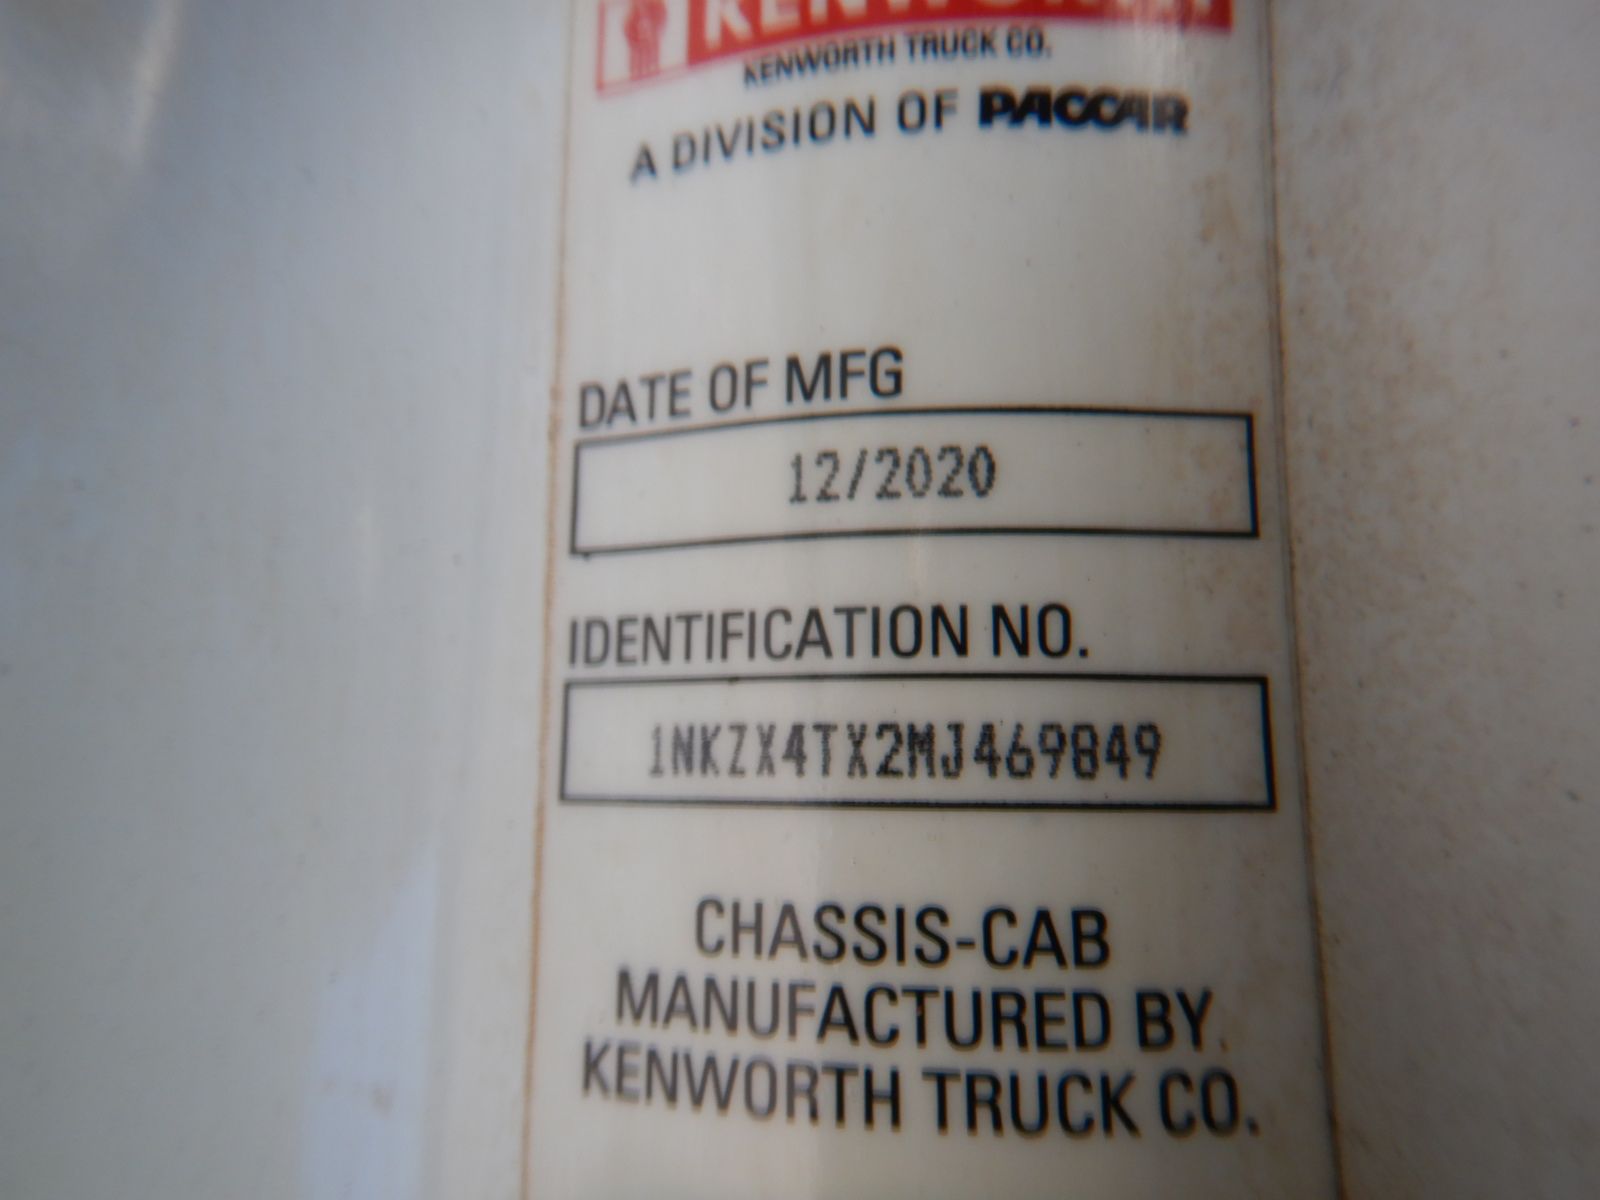 KENWORTH
KENWORTH TRUCK CO.
A DIVISION OF PACCAR
DATE OF MFG
12/2020
IDENTIFICATION NO.
1NKZX4TX2MJ469849
CHASSIS-CAB
MANUFACTURED BY
KENWORTH TRUCK CO.